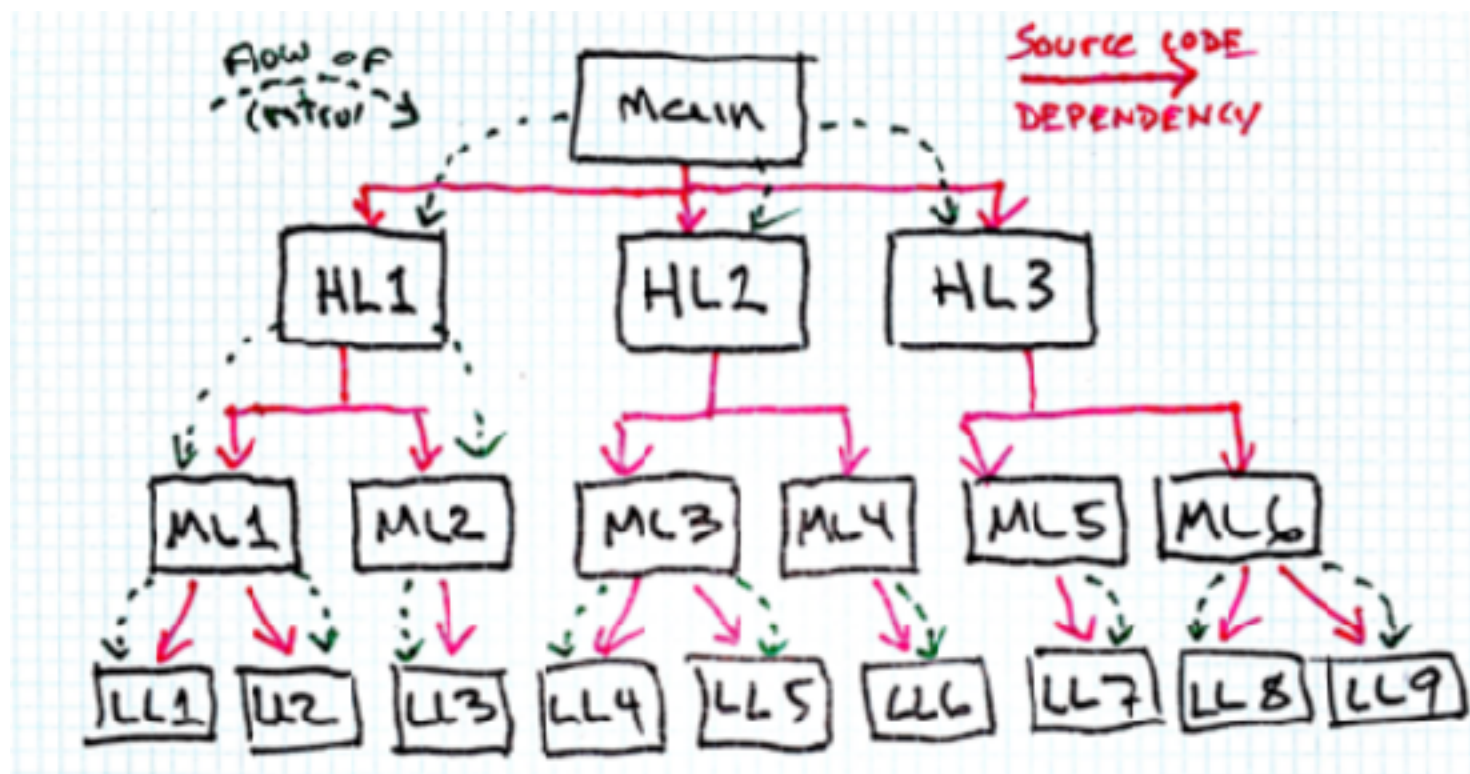 flow of
control
Main
Source CODE
DEPENDENCY
HL1
HL2
HL3
ML1
ML2
ML3
ML4
ML5
ML6
LL1
LL2
LL3
LL4
LL5
LL6
LL7
LL8
LL9